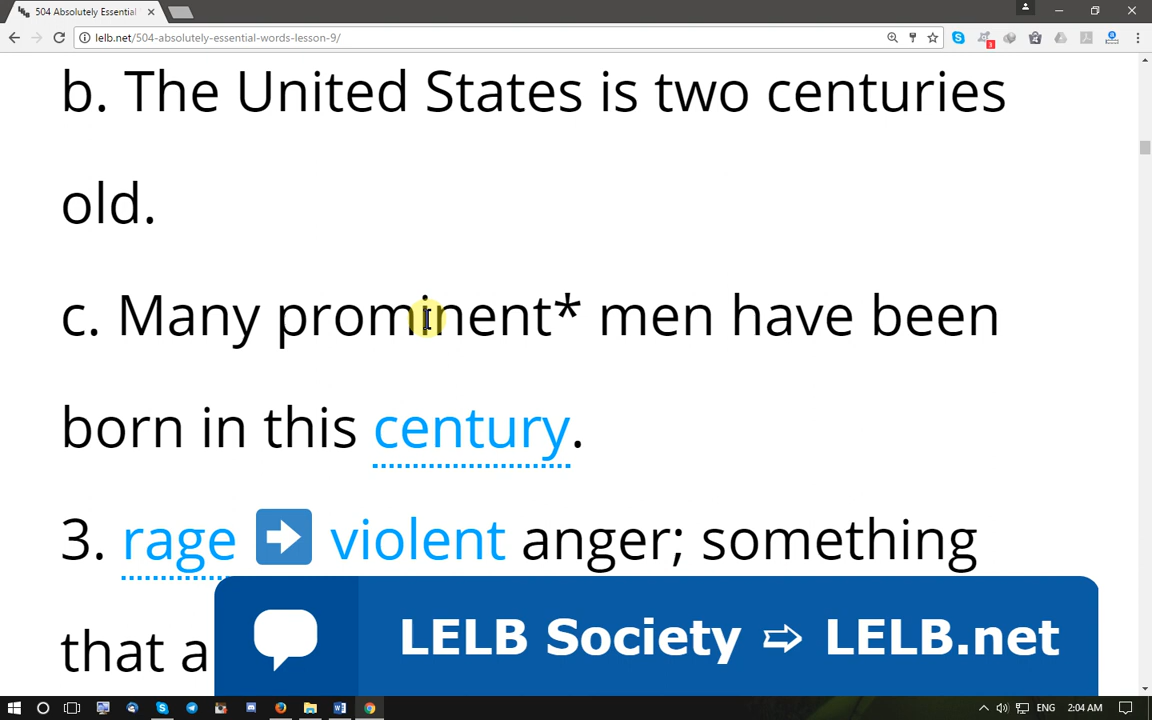 504 Absolutely Essential
lelb.net/504-absolutely-essential-words-lesson-9/
b. The United States is two centuries
old.
c. Many prominent* men have been
born in this century.
3. rage ➡ violent anger; something
that a
LELB Society ⇨ LELB.net
ENG 2:04 AM